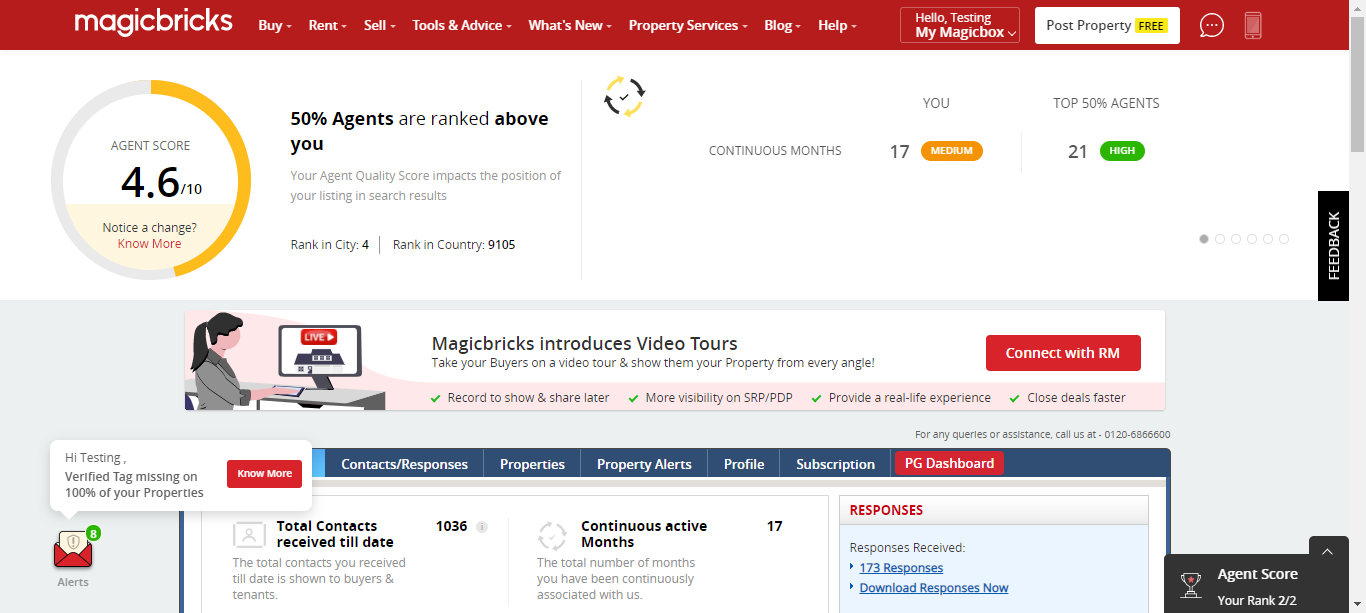 magicbricks
Buy Rent Sell Tools & Advice What's New Property Services Blog Help
Hello, Testing
My Magicbox
Post Property FREE
AGENT SCORE
4.6/10
Notice a change?
Know More
50% Agents are ranked above
you
Your Agent Quality Score impacts the position of
your listing in search results
Rank in City: 4 Rank in Country: 9105
YOU TOP 50% AGENTS
CONTINUOUS MONTHS 17 MEDIUM 21 HIGH
FEEDBACK
LIVE
Magicbricks introduces Video Tours
Take your Buyers on a video tour & show them your Property from every angle!
Connect with RM
Record to show & share later More visibility on SRP/PDP Provide a real-life experience Close deals faster
For any queries or assistance, call us at - 0120-6866600
Hi Testing ,
Verified Tag missing on
100% of your Properties
Know More
8
Alerts
Contacts/Responses Properties Property Alerts Profile Subscription PG Dashboard
Total Contacts
received till date
1036
The total contacts you received
till date is shown to buyers &
tenants.
Continuous active
Months
17
The total number of months
you have been continuously
associated with us.
RESPONSES
Responses Received:
173 Responses
Download Responses Now
Agent Score
Your Rank 2/2